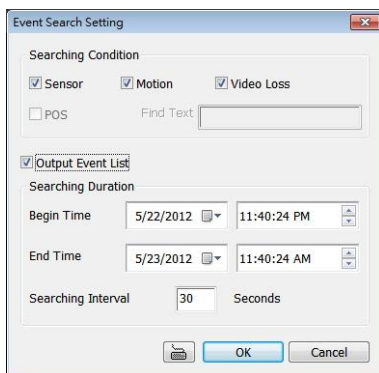 Event Search Setting
Searching Condition
Sensor Motion Video Loss
POS Find Text
Output Event List
Searching Duration
Begin Time 5/22/2012 11:40:24 PM
End Time 5/23/2012 11:40:24 AM
Searching Interval 30 Seconds
OK Cancel